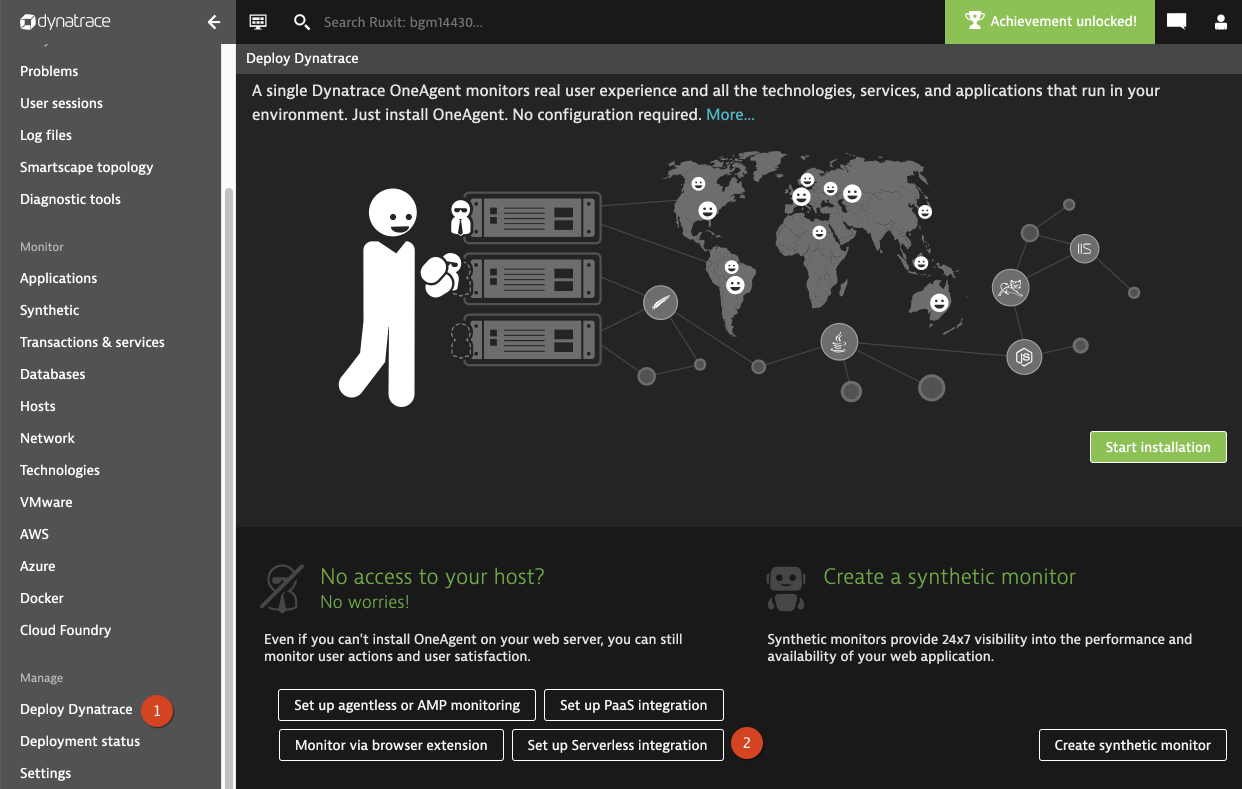 dynatrace
Search Ruxit: bgm14430...
Achievement unlocked!
Deploy Dynatrace
Problems
User sessions
Log files
Smartscape topology
Diagnostic tools
Monitor
Applications
Synthetic
Transactions & services
Databases
Hosts
Network
Technologies
VMware
AWS
Azure
Docker
Cloud Foundry
Manage
Deploy Dynatrace
1
Deployment status
Settings
A single Dynatrace OneAgent monitors real user experience and all the technologies, services, and applications that run in your
environment. Just install OneAgent. No configuration required. More...
IIS
JS
Start installation
No access to your host?
No worries!
Even if you can't install OneAgent on your web server, you can still
monitor user actions and user satisfaction.
Set up agentless or AMP monitoring
Set up PaaS integration
Monitor via browser extension
Set up Serverless integration
2
Create a synthetic monitor
Synthetic monitors provide 24x7 visibility into the performance and
availability of your web application.
Create synthetic monitor